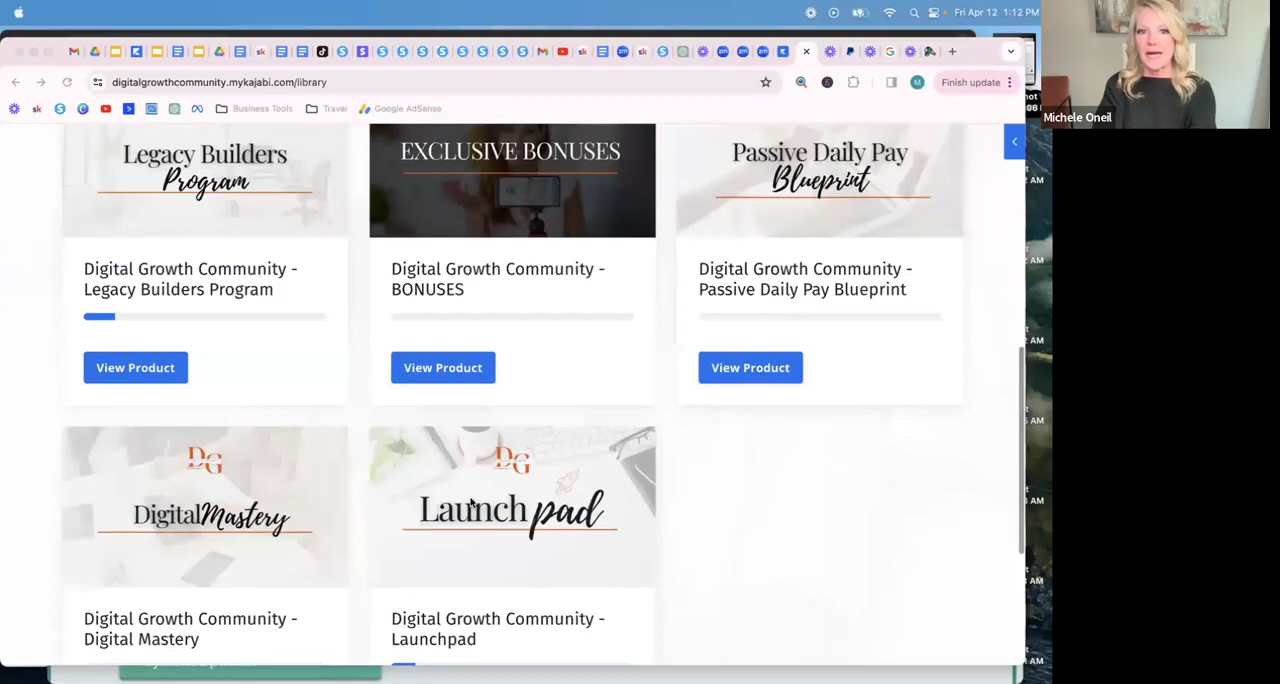 Fri Apr 12 1:12 PM
digitalgrowthcommunity.mykajabi.com/library
Finish update
Business Tools
Travel
Google AdSense
Michele Oneil
Legacy Builders
Program
EXCLUSIVE BONUSES
Passive Daily Pay
Blueprint
Digital Growth Community -
Legacy Builders Program
Digital Growth Community -
BONUSES
Digital Growth Community -
Passive Daily Pay Blueprint
View Product
View Product
View Product
DG
Digital Mastery
DG
Launch pad
Digital Growth Community -
Digital Mastery
Digital Growth Community -
Launchpad